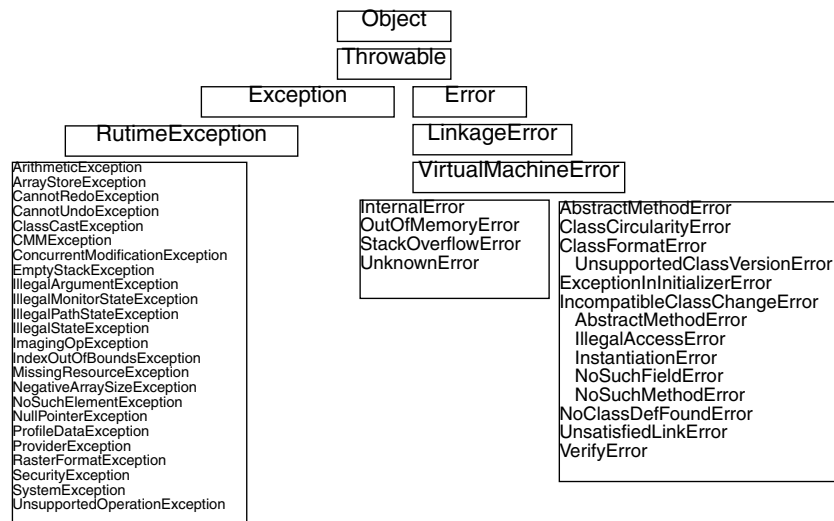 Object
Throwable
Exception
Error
RutimeException
LinkageError
VirtualMachineError
ArithmeticException
ArrayStoreException
CannotRedoException
CannotUndoException
ClassCastException
CMMException
ConcurrentModificationException
EmptyStackException
IllegalArgumentException
IllegalMonitorStateException
IllegalPathStateException
IllegalStateException
ImagingOpException
IndexOutOfBoundsException
MissingResourceException
NegativeArraySizeException
NoSuchElementException
NullPointerException
ProfileDataException
ProviderException
RasterFormatException
SecurityException
SystemException
UnsupportedOperationException
InternalError
OutOfMemoryError
StackOverflowError
UnknownError
AbstractMethodError
ClassCircularityError
ClassFormatError
UnsupportedClassVersionError
ExceptionInInitializerError
IncompatibleClassChangeError
AbstractMethodError
IllegalAccessError
InstantiationError
NoSuchFieldError
NoSuchMethodError
NoClassDefFoundError
UnsatisfiedLinkError
VerifyError